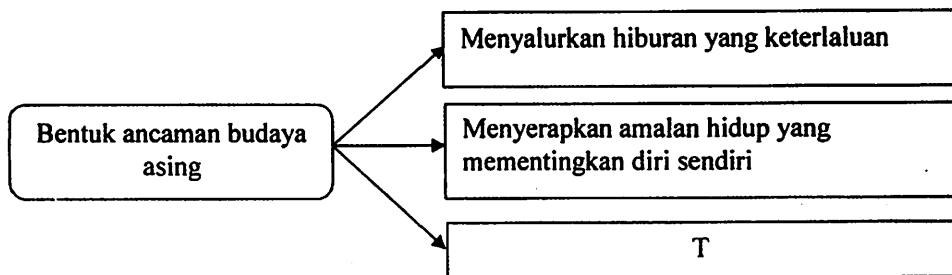 Menyalurkan hiburan yang keterlaluan
Bentuk ancaman budaya
asing
Menyerapkan amalan hidup yang
mementingkan diri sendiri
T